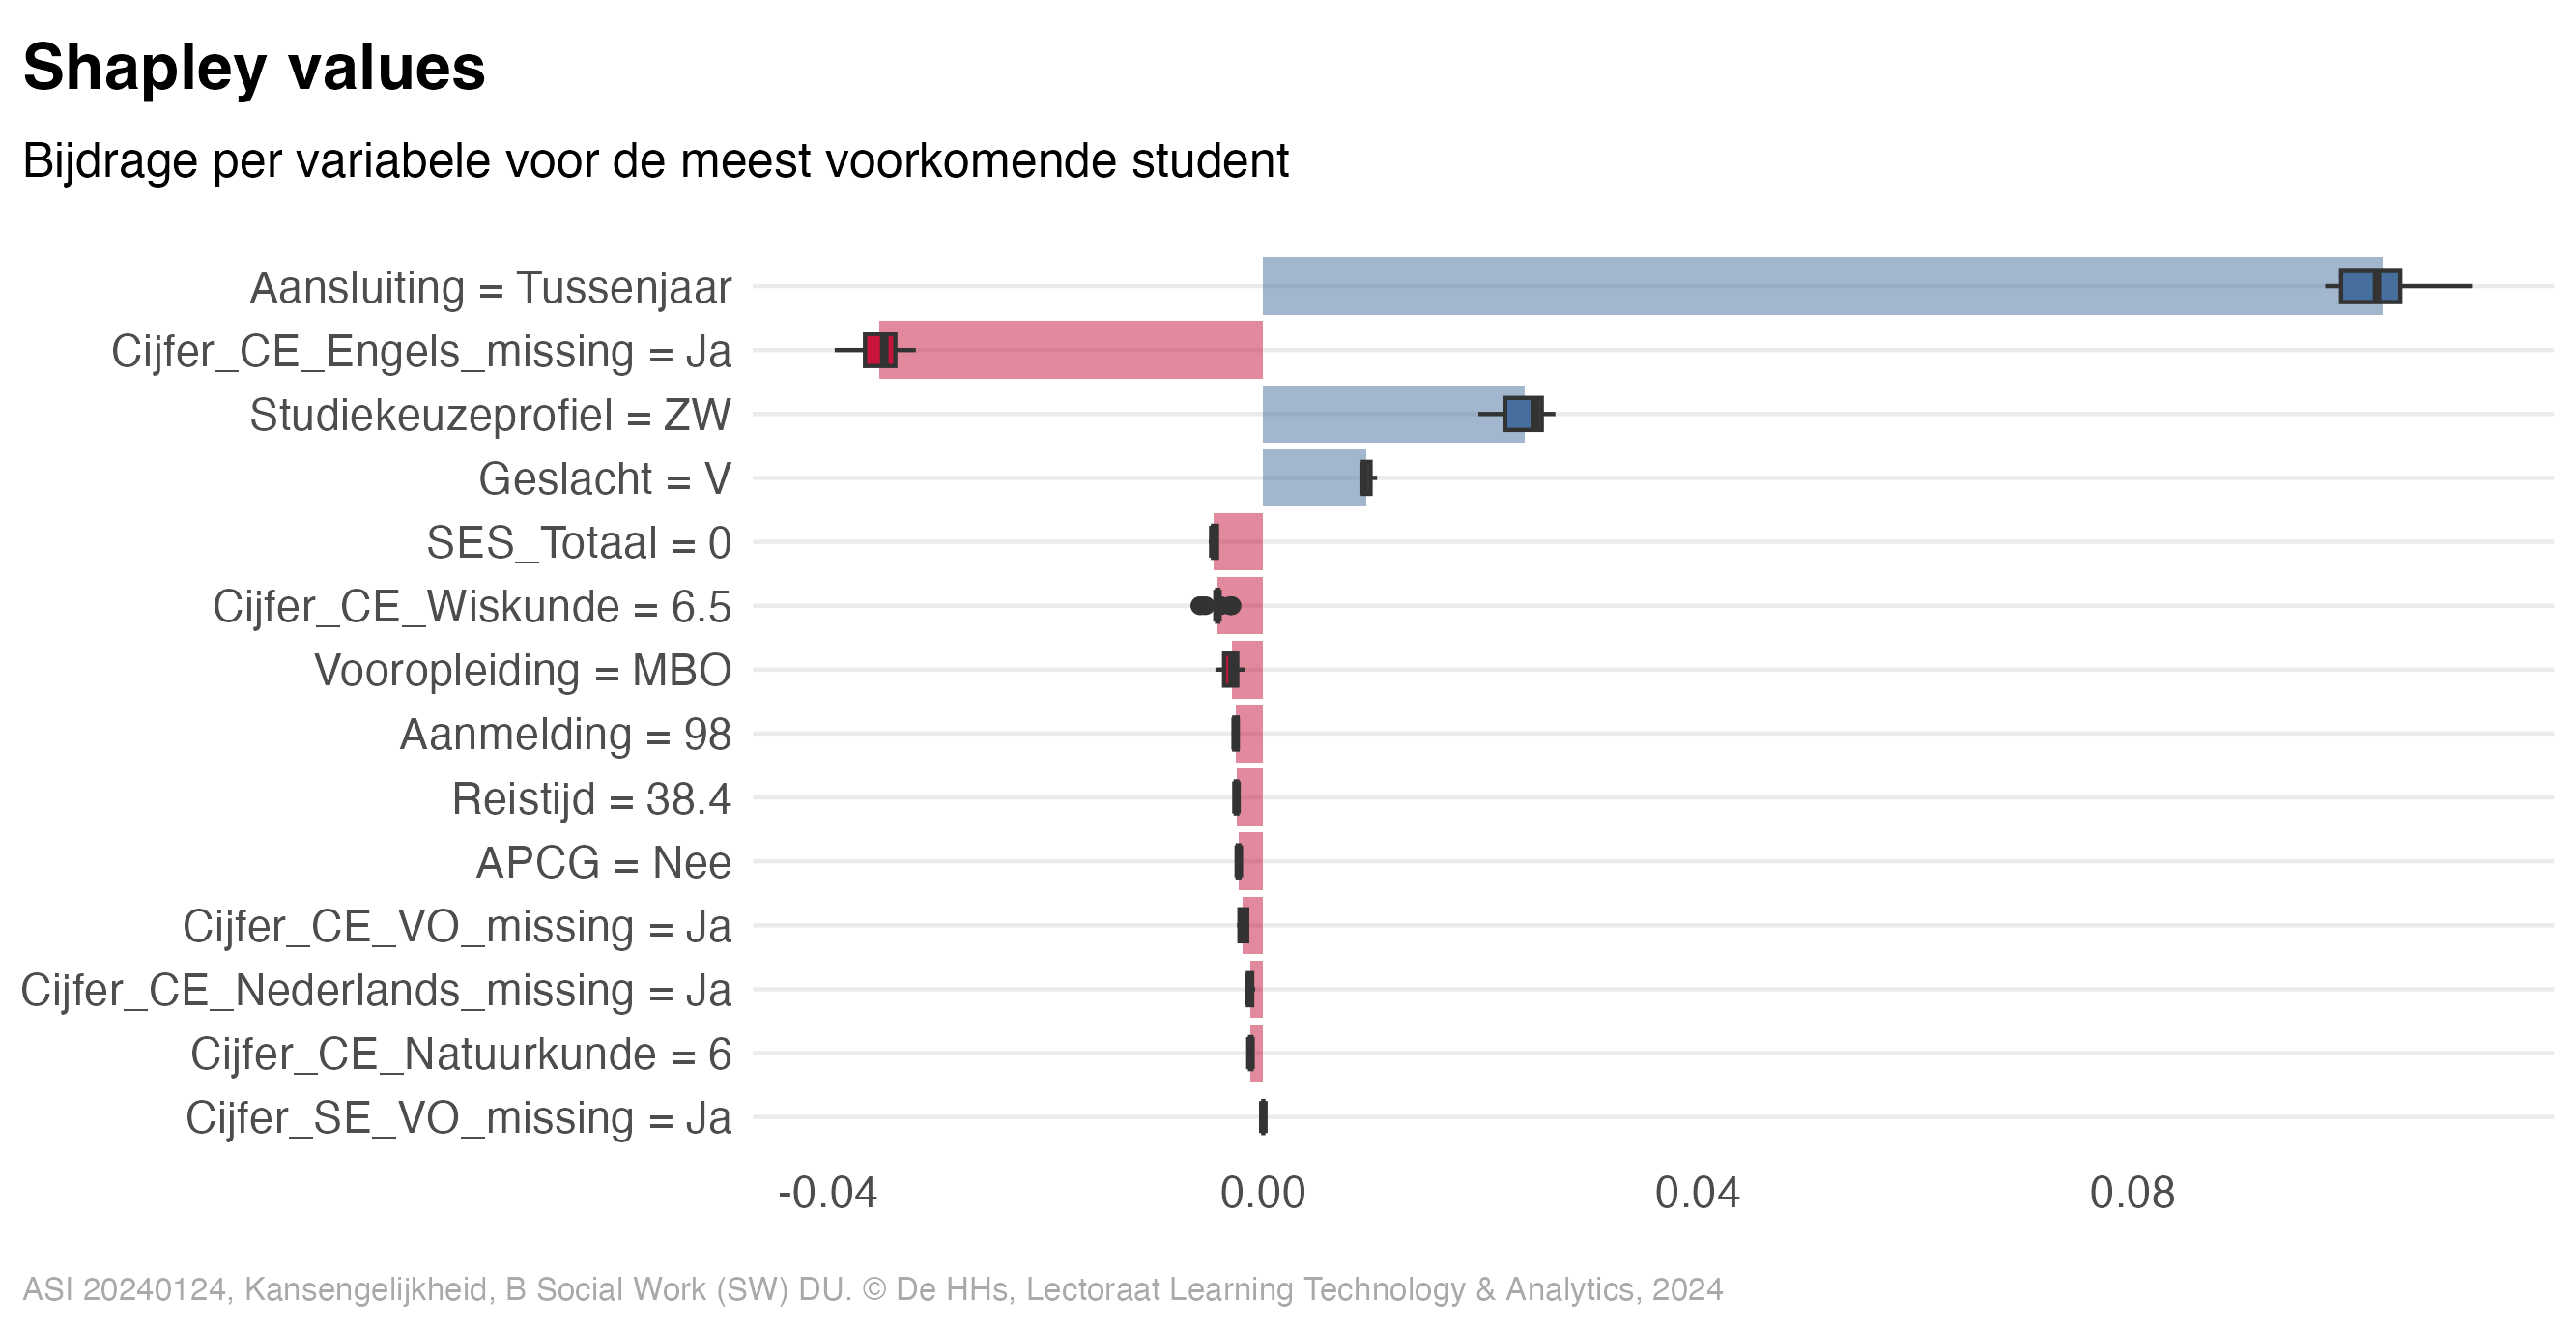 Shapley values
Bijdrage per variabele voor de meest voorkomende student
Aansluiting = Tussenjaar
Cijfer_CE_Engels_missing = Ja
Studiekeuzeprofiel = ZW
Geslacht = V
SES_Totaal = 0
Cijfer_CE_Wiskunde = 6.5
Vooropleiding = MBO
Aanmelding = 98
Reistijd = 38.4
APCG = Nee
Cijfer_CE_VO_missing = Ja
Cijfer_CE_Nederlands_missing = Ja
Cijfer_CE_Natuurkunde = 6
Cijfer_SE_VO_missing = Ja
-0.04 0.00 0.04 0.08
ASI 20240124, Kansengelijkheid, B Social Work (SW) DU. © De HHs, Lectoraat Learning Technology & Analytics, 2024